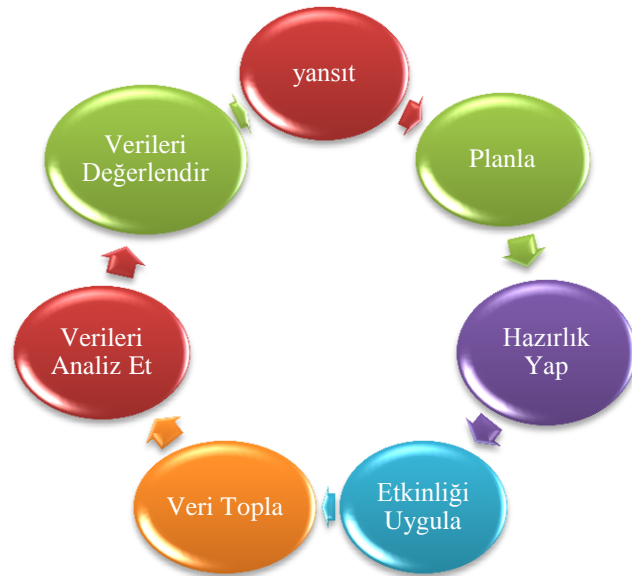 yansıt
Planla
Hazırlık
Yap
Etkinliği
Uygula
Veri Topla
Verileri
Analiz Et
Verileri
Değerlendir